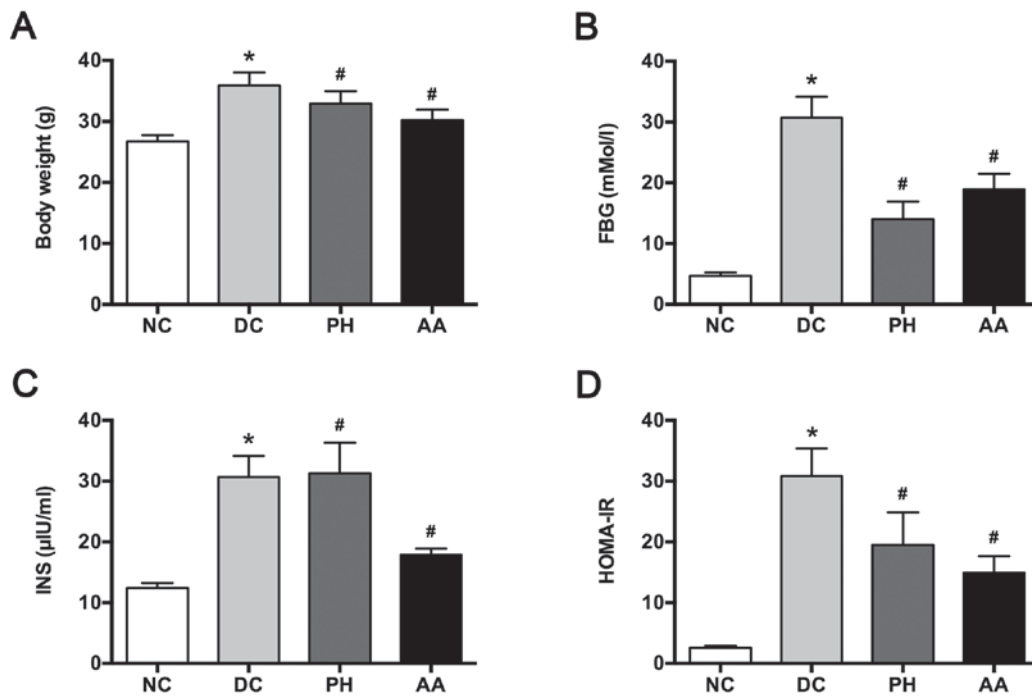 A
Body weight (g)
40
30
20
10
0
*
#
#
NC DC PH AA
B
FBG (mMol/l)
40
30
20
10
0
*
#
#
NC DC PH AA
C
INS (µIU/ml)
40
30
20
10
0
*
#
#
NC DC PH AA
D
HOMA-IR
40
30
20
10
0
*
#
#
NC DC PH AA